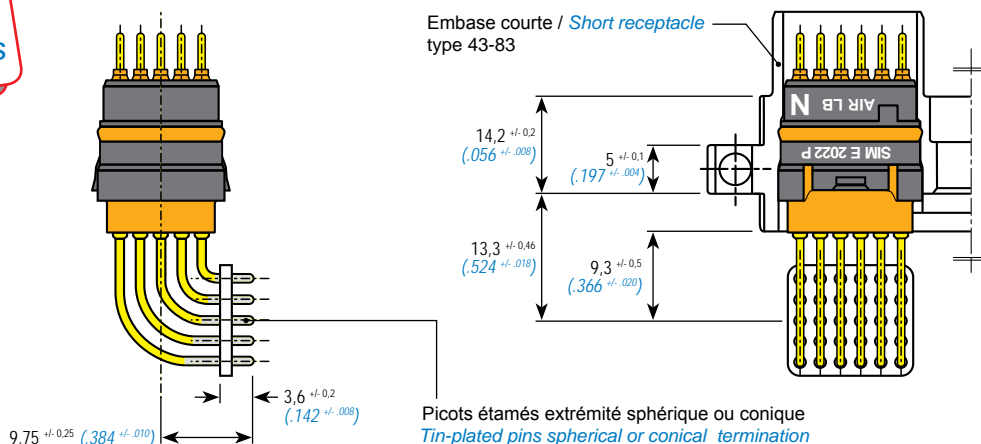 S
Embase courte / Short receptacle
type 43-83
N AIR LB
SIM E 2022 P
14,2 +/- 0,2
(.056 +/- .008)
5 +/- 0,1
(.197 +/- .004)
13,3 +/- 0,46
(.524 +/- .018)
9,3 +/- 0,5
(.366 +/- .020)
3,6 +/- 0,2
(.142 +/- .008)
9,75 +/- 0,25 (.384 +/- .010)
Picots étamés extrémité sphérique ou conique
Tin-plated pins spherical or conical termination